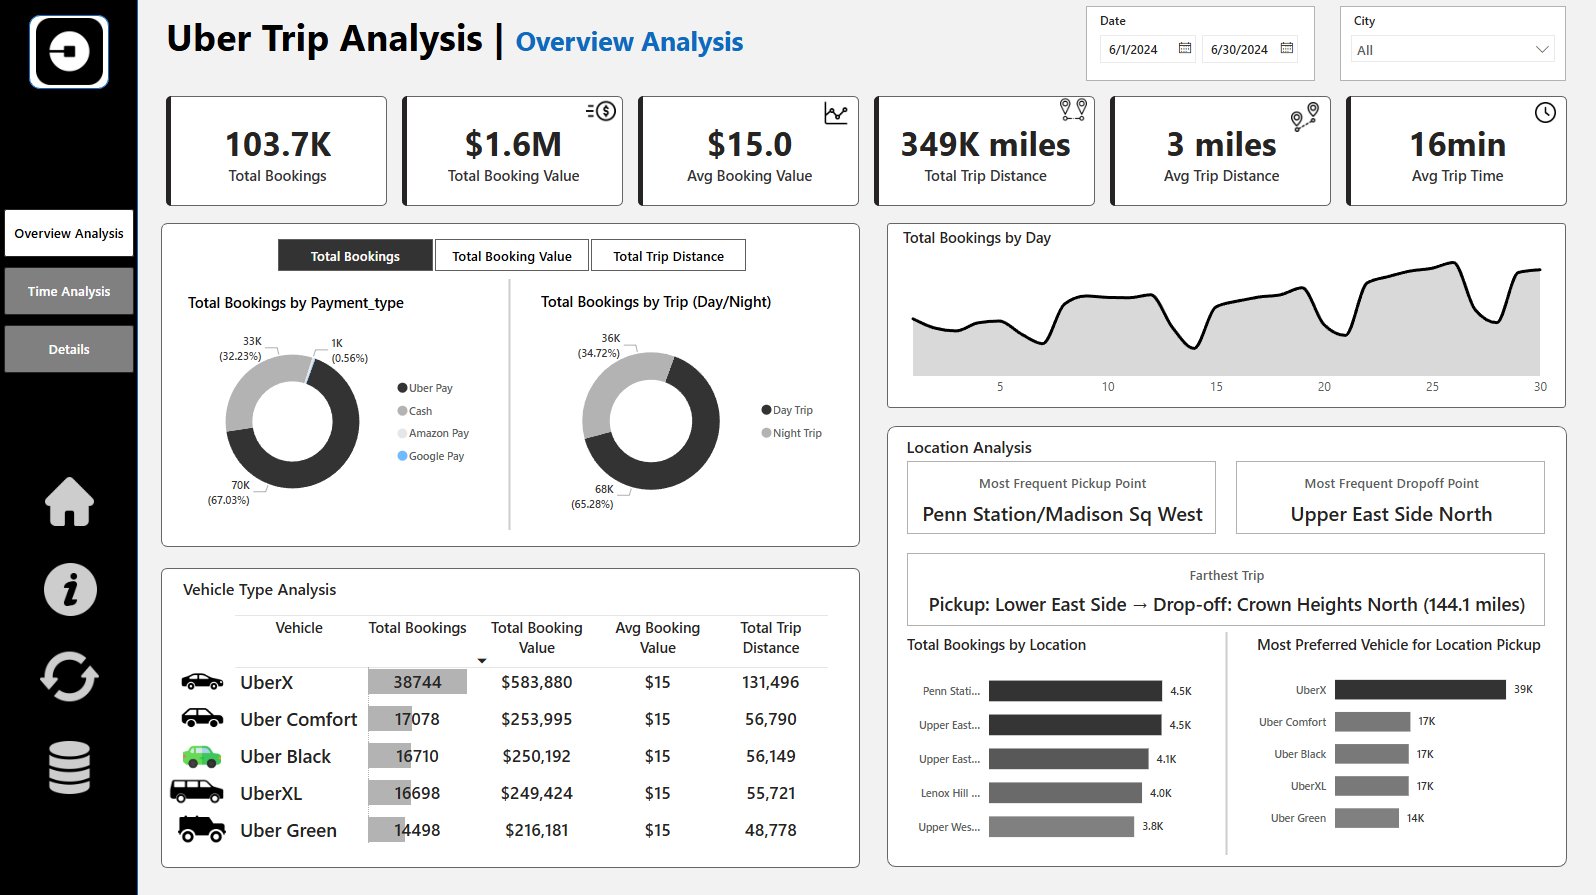 Uber Trip Analysis | Overview Analysis
Date
6/1/2024
6/30/2024
City
All
Overview Analysis
Time Analysis
Details
103.7K
Total Bookings
$1.6M
Total Booking Value
$15.0
Avg Booking Value
349K miles
Total Trip Distance
3 miles
Avg Trip Distance
16min
Avg Trip Time
Total Bookings
Total Booking Value
Total Trip Distance
Total Bookings by Payment_type
33K
(32.23%)
1K
(0.56%)
70K
(67.03%)
Uber Pay
Cash
Amazon Pay
Google Pay
Total Bookings by Trip (Day/Night)
36K
(34.72%)
68K
(65.28%)
Day Trip
Night Trip
Total Bookings by Day
5 10 15 20 25 30
Vehicle Type Analysis
Vehicle Total Bookings Total Booking Value Avg Booking Value Total Trip Distance
UberX 38744 $583,880 $15 131,496
Uber Comfort 17078 $253,995 $15 56,790
Uber Black 16710 $250,192 $15 56,149
UberXL 16698 $249,424 $15 55,721
Uber Green 14498 $216,181 $15 48,778
Location Analysis
Most Frequent Pickup Point
Penn Station/Madison Sq West
Most Frequent Dropoff Point
Upper East Side North
Farthest Trip
Pickup: Lower East Side → Drop-off: Crown Heights North (144.1 miles)
Total Bookings by Location
Penn Stati... 4.5K
Upper East... 4.5K
Upper East... 4.1K
Lenox Hill ... 4.0K
Upper Wes... 3.8K
Most Preferred Vehicle for Location Pickup
UberX 39K
Uber Comfort 17K
Uber Black 17K
UberXL 17K
Uber Green 14K